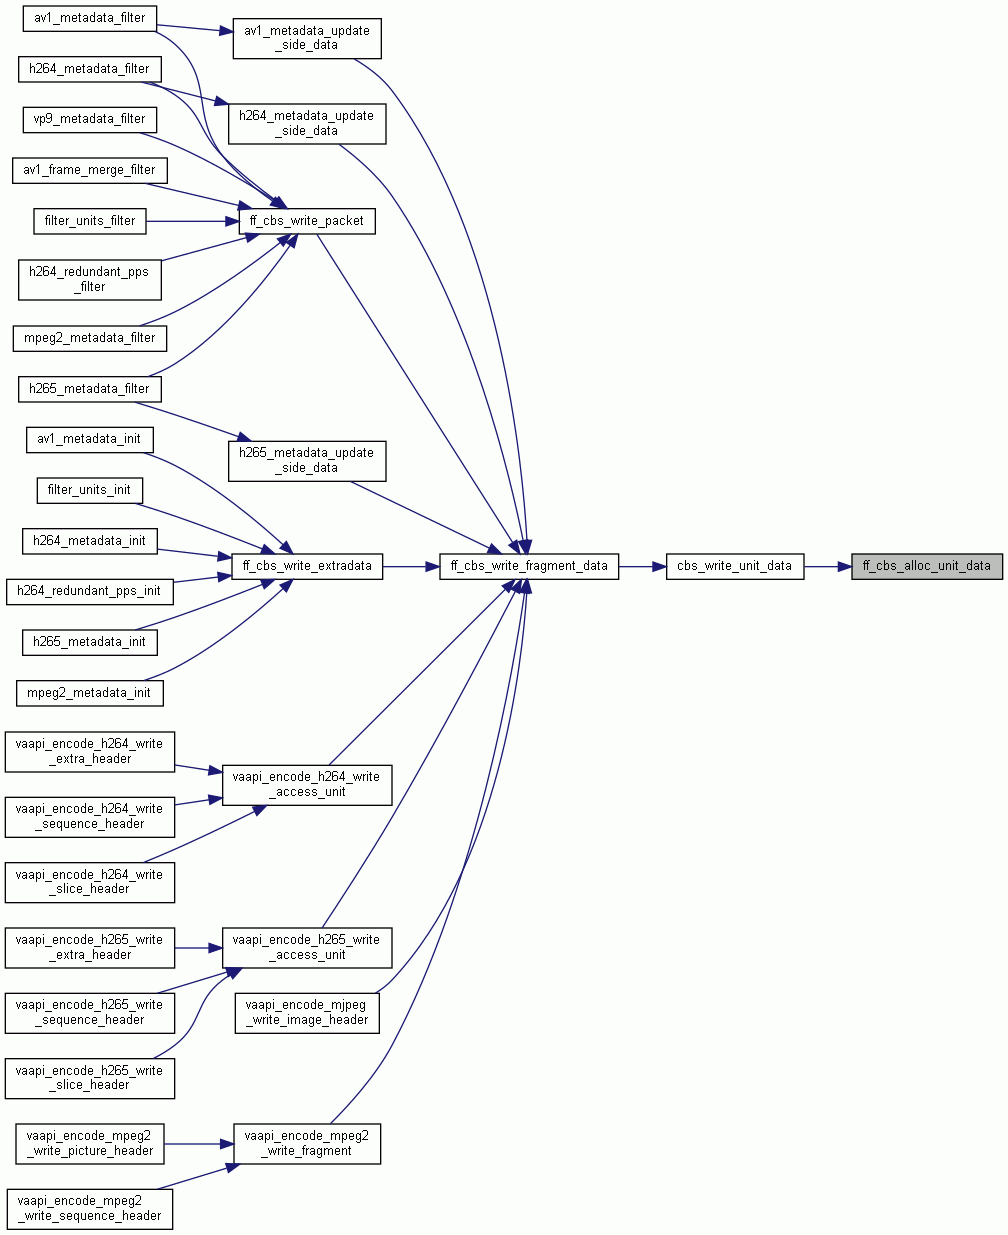 av1_metadata_filter
av1_metadata_update
_side_data
h264_metadata_filter
h264_metadata_update
_side_data
vp9_metadata_filter
av1_frame_merge_filter
filter_units_filter
ff_cbs_write_packet
h264_redundant_pps
_filter
mpeg2_metadata_filter
h265_metadata_filter
av1_metadata_init
h265_metadata_update
_side_data
filter_units_init
h264_metadata_init
ff_cbs_write_extradata
ff_cbs_write_fragment_data
cbs_write_unit_data
ff_cbs_alloc_unit_data
h264_redundant_pps_init
h265_metadata_init
mpeg2_metadata_init
vaapi_encode_h264_write
_extra_header
vaapi_encode_h264_write
_access_unit
vaapi_encode_h264_write
_sequence_header
vaapi_encode_h264_write
_slice_header
vaapi_encode_h265_write
_extra_header
vaapi_encode_h265_write
_access_unit
vaapi_encode_h265_write
_sequence_header
vaapi_encode_mjpeg
_write_image_header
vaapi_encode_h265_write
_slice_header
vaapi_encode_mpeg2
_write_picture_header
vaapi_encode_mpeg2
_write_fragment
vaapi_encode_mpeg2
_write_sequence_header